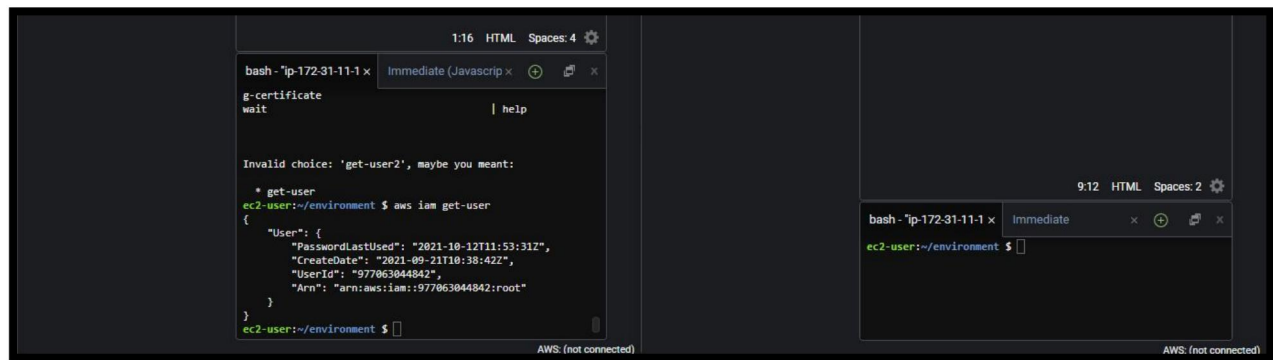 1:16 HTML Spaces: 4
bash - "ip-172-31-11-1 × Immediate (Javascrip ×
g-certificate
wait | help
Invalid choice: 'get-user2', maybe you meant:
* get-user
ec2-user:~/environment $ aws iam get-user
{
"User": {
"PasswordLastUsed": "2021-10-12T11:53:31Z",
"CreateDate": "2021-09-21T10:38:42Z",
"UserId": "977063044842",
"Arn": "arn:aws:iam::977063044842:root"
}
}
ec2-user:~/environment $
AWS: (not connected)
9:12 HTML Spaces: 2
bash - "ip-172-31-11-1 × Immediate ×
ec2-user:~/environment $
AWS: (not connected)